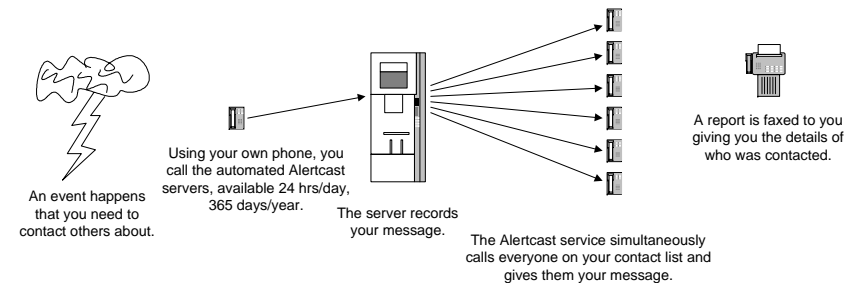 An event happens
that you need to
contact others about.
Using your own phone, you
call the automated Alertcast
servers, available 24 hrs/day,
365 days/year.
The server records
your message.
The Alertcast service simultaneously
calls everyone on your contact list and
gives them your message.
A report is faxed to you
giving you the details of
who was contacted.